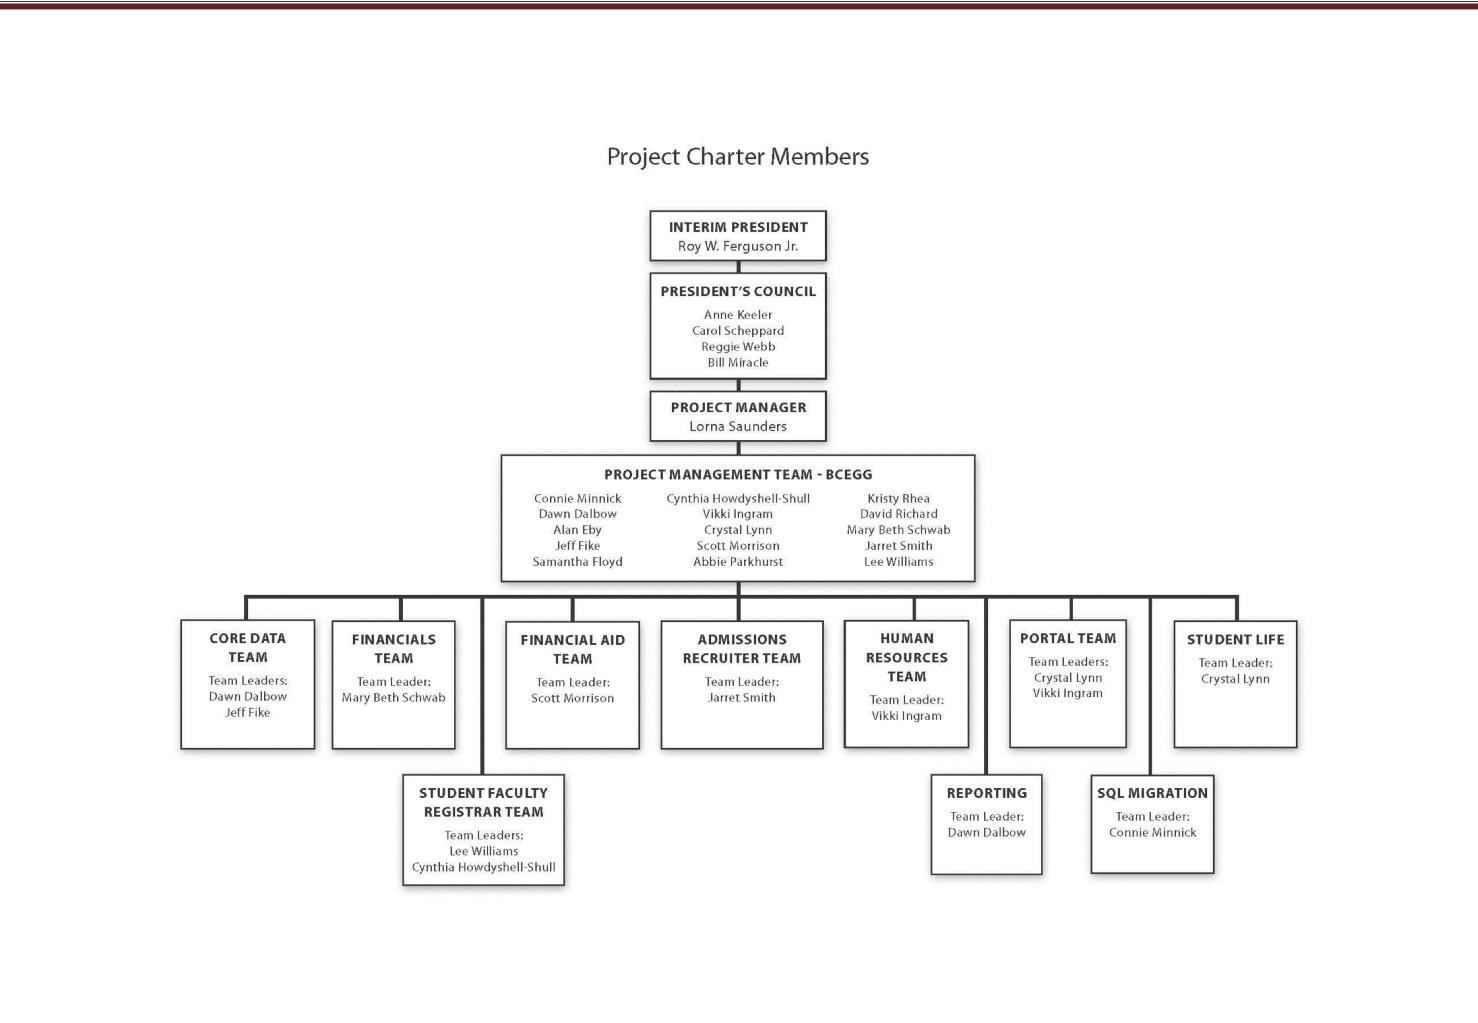 Project Charter Members
INTERIM PRESIDENT
Roy W. Ferguson Jr.
PRESIDENT'S COUNCIL
Anne Keeler
Carol Scheppard
Reggie Webb
Bill Miracle
PROJECT MANAGER
Lorna Saunders
PROJECT MANAGEMENT TEAM - BCEGG
Connie Minnick
Dawn Dalbow
Alan Eby
Jeff Fike
Samantha Floyd
Cynthia Howdyshell-Shull
Vikki Ingram
Crystal Lynn
Scott Morrison
Abbie Parkhurst
Kristy Rhea
David Richard
Mary Beth Schwab
Jarret Smith
Lee Williams
CORE DATA
TEAM
Team Leaders:
Dawn Dalbow
Jeff Fike
FINANCIALS
TEAM
Team Leader:
Mary Beth Schwab
FINANCIAL AID
TEAM
Team Leader:
Scott Morrison
ADMISSIONS
RECRUITER TEAM
Team Leader:
Jarret Smith
HUMAN
RESOURCES
TEAM
Team Leader:
Vikki Ingram
PORTAL TEAM
Team Leaders:
Crystal Lynn
Vikki Ingram
STUDENT LIFE
Team Leader:
Crystal Lynn
STUDENT FACULTY
REGISTRAR TEAM
Team Leaders:
Lee Williams
Cynthia Howdyshell-Shull
REPORTING
Team Leader:
Dawn Dalbow
SQL MIGRATION
Team Leader:
Connie Minnick